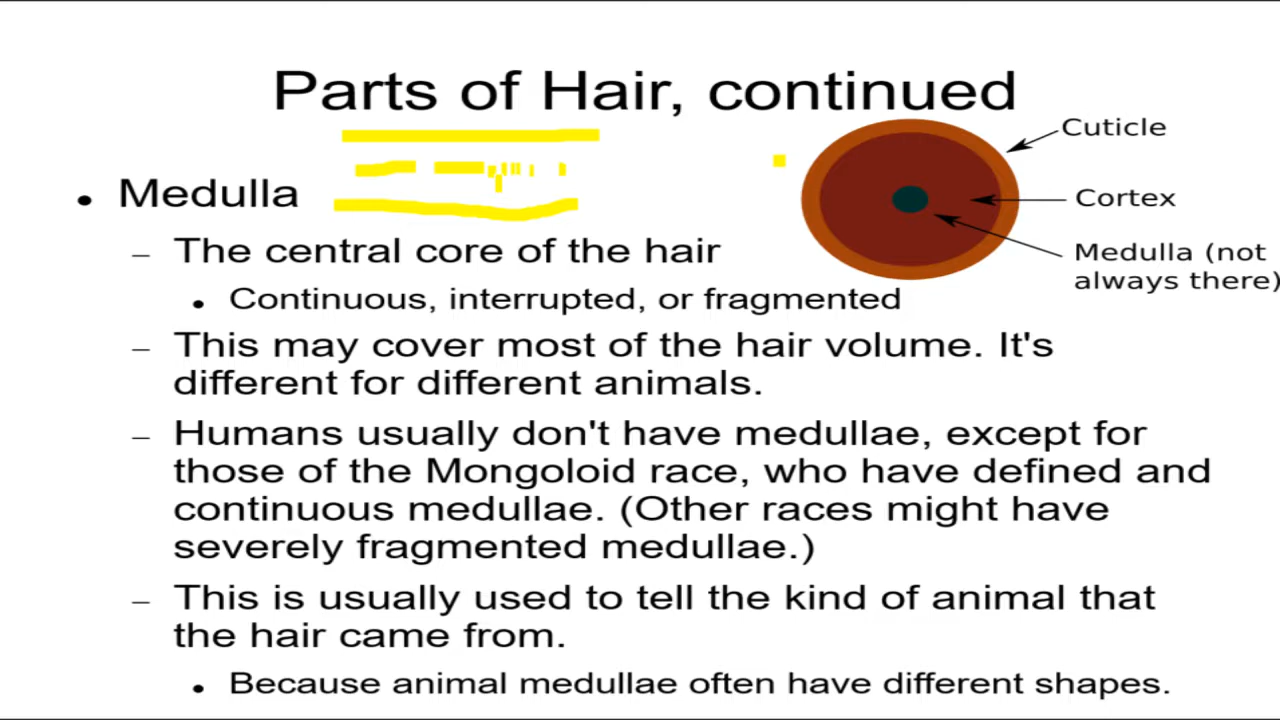 Parts of Hair, continued
Cuticle
Cortex
Medulla (not
always there)
• Medulla
– The central core of the hair
• Continuous, interrupted, or fragmented
– This may cover most of the hair volume. It's
different for different animals.
– Humans usually don't have medullae, except for
those of the Mongoloid race, who have defined and
continuous medullae. (Other races might have
severely fragmented medullae.)
– This is usually used to tell the kind of animal that
the hair came from.
• Because animal medullae often have different shapes.